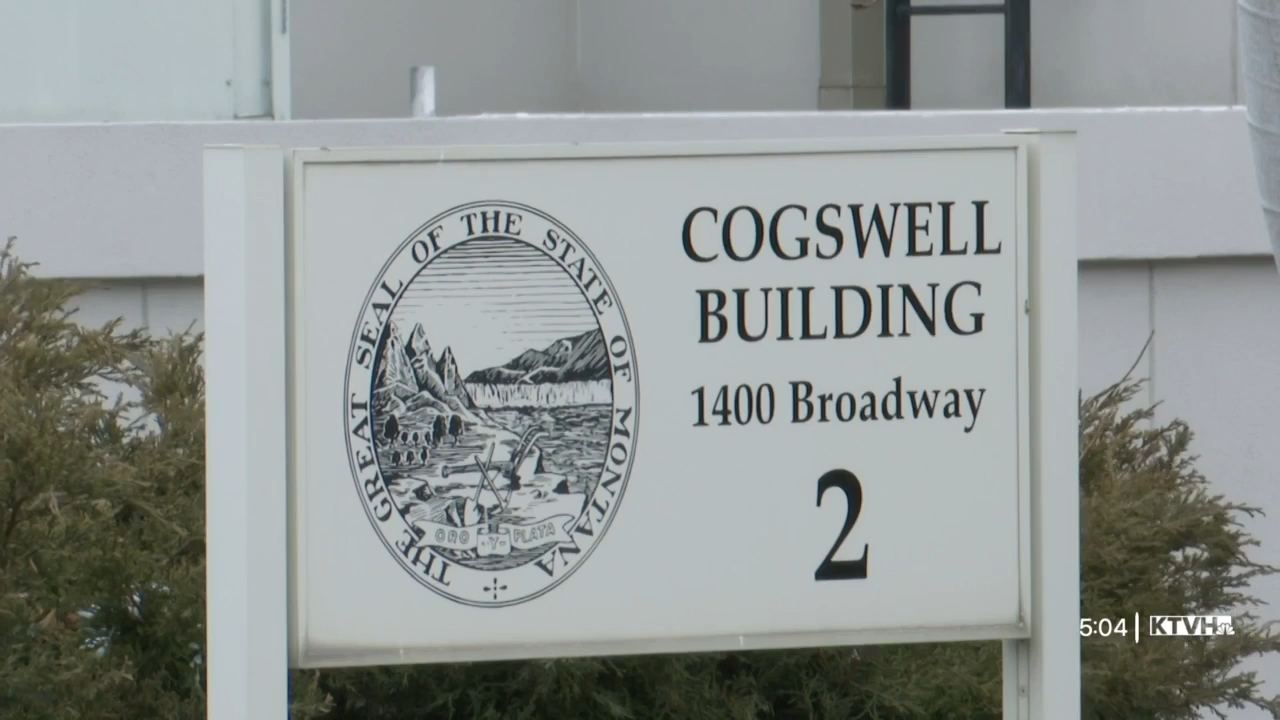 THE GREAT SEAL OF THE STATE OF MONTANA
ORO Y PLATA
COGSWELL
BUILDING
1400 Broadway
2
5:04 | KTVH